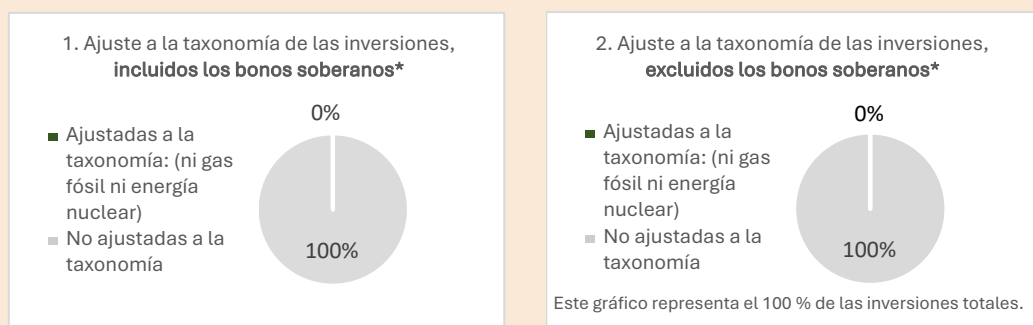 1. Ajuste a la taxonomía de las inversiones,
incluidos los bonos soberanos*
0%
Ajustadas a la
taxonomía: (ni gas
fósil ni energía
nuclear)
No ajustadas a la
taxonomía
100%
2. Ajuste a la taxonomía de las inversiones,
excluidos los bonos soberanos*
0%
Ajustadas a la
taxonomía: (ni gas
fósil ni energía
nuclear)
No ajustadas a la
taxonomía
100%
Este gráfico representa el 100 % de las inversiones totales.